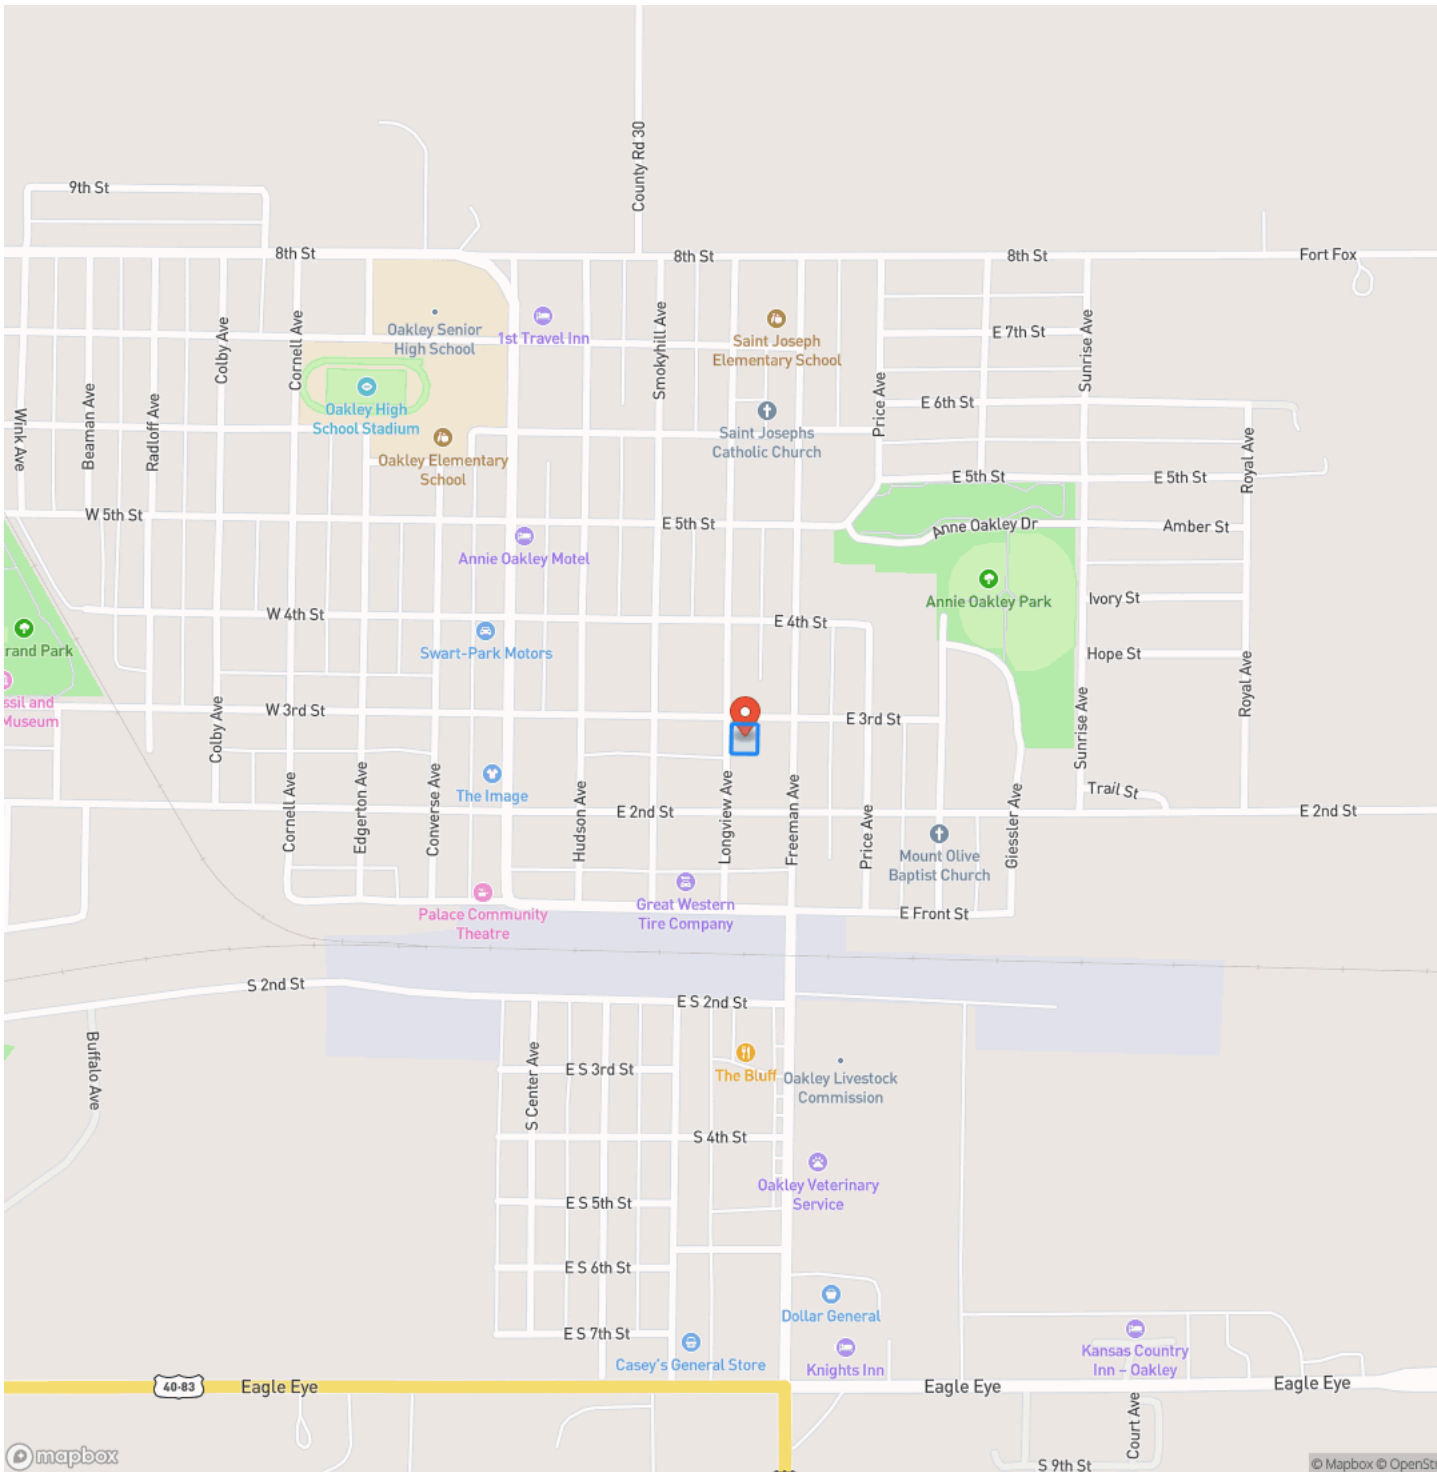 County Rd 30
9th St
8th St
8th St
8th St
Fort Fox
Oakley Senior
High School
1st Travel Inn
Saint Joseph
Elementary School
E 7th St
Colby Ave
Cornell Ave
Smokyhill Ave
Sunrise Ave
Wink Ave
Beaman Ave
Radloff Ave
Oakley High
School Stadium
Price Ave
E 6th St
Oakley Elementary
School
Saint Josephs
Catholic Church
Royal Ave
E 5th St
E 5th St
W 5th St
E 5th St
Anne Oakley Dr
Amber St
Annie Oakley Motel
Annie Oakley Park
Ivory St
W 4th St
E 4th St
rand Park
Swart-Park Motors
Hope St
ssil and
Museum
Colby Ave
W 3rd St
E 3rd St
Sunrise Ave
Royal Ave
Cornell Ave
Edgerton Ave
Converse Ave
The Image
Hudson Ave
E 2nd St
Longview Ave
Freeman Ave
Price Ave
Giessler Ave
Trail St
E 2nd St
Mount Olive
Baptist Church
Palace Community
Theatre
Great Western
Tire Company
E Front St
S 2nd St
E S 2nd St
Buffalo Ave
S Center Ave
E S 3rd St
The Bluff
Oakley Livestock
Commission
S 4th St
Oakley Veterinary
Service
E S 5th St
E S 6th St
Dollar General
E S 7th St
Casey's General Store
Knights Inn
Kansas Country
Inn – Oakley
40-83
Eagle Eye
Eagle Eye
Eagle Eye
Court Ave
S 9th St
mapbox
© Mapbox © OpenStr